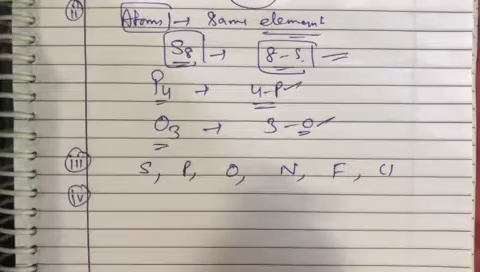 ii) Atoms → Same element
S8 → 8-S.
P4 → 4-P
O3 → 3-O
iii) S, P, O, N, F, Cl
iv)